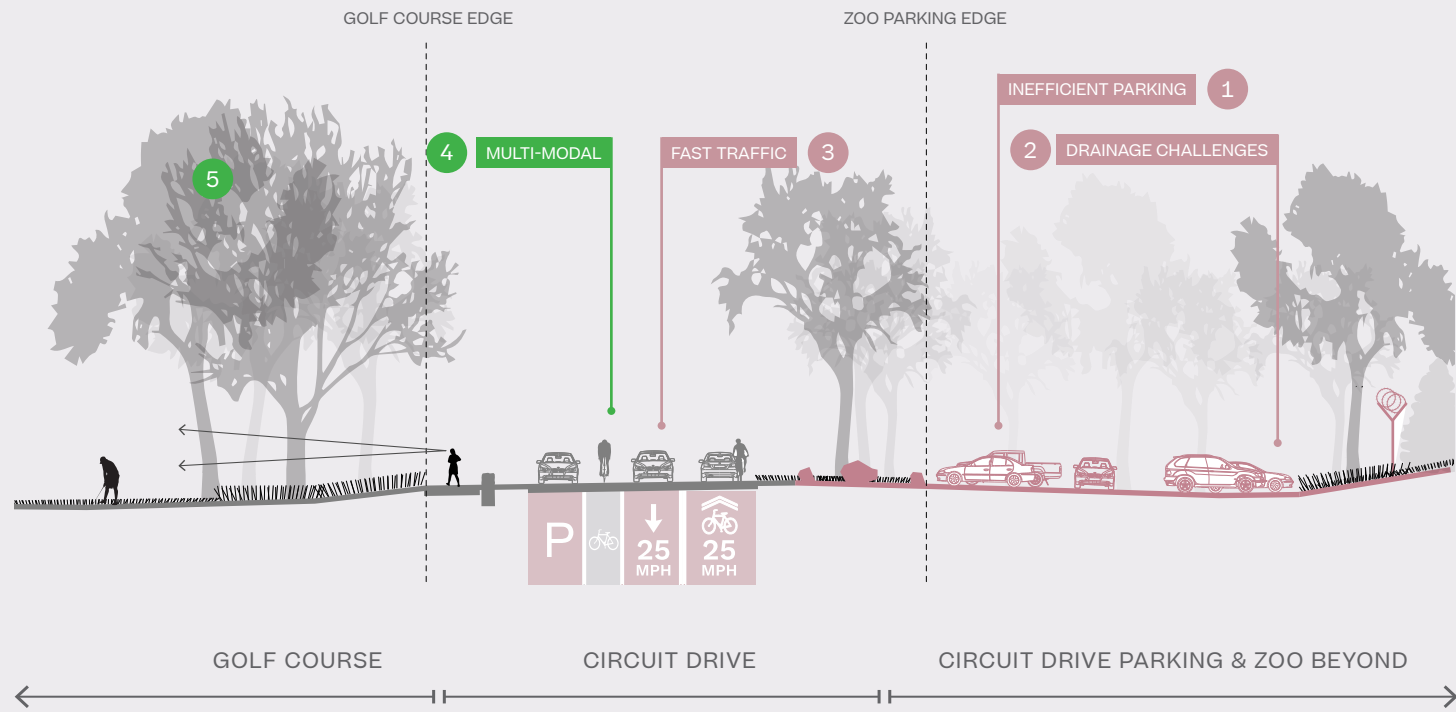 GOLF COURSE EDGE
ZOO PARKING EDGE
INEFFICIENT PARKING 1
4 MULTI-MODAL
FAST TRAFFIC 3
2 DRAINAGE CHALLENGES
5
P
25
MPH
25
MPH
GOLF COURSE
CIRCUIT DRIVE
CIRCUIT DRIVE PARKING & ZOO BEYOND